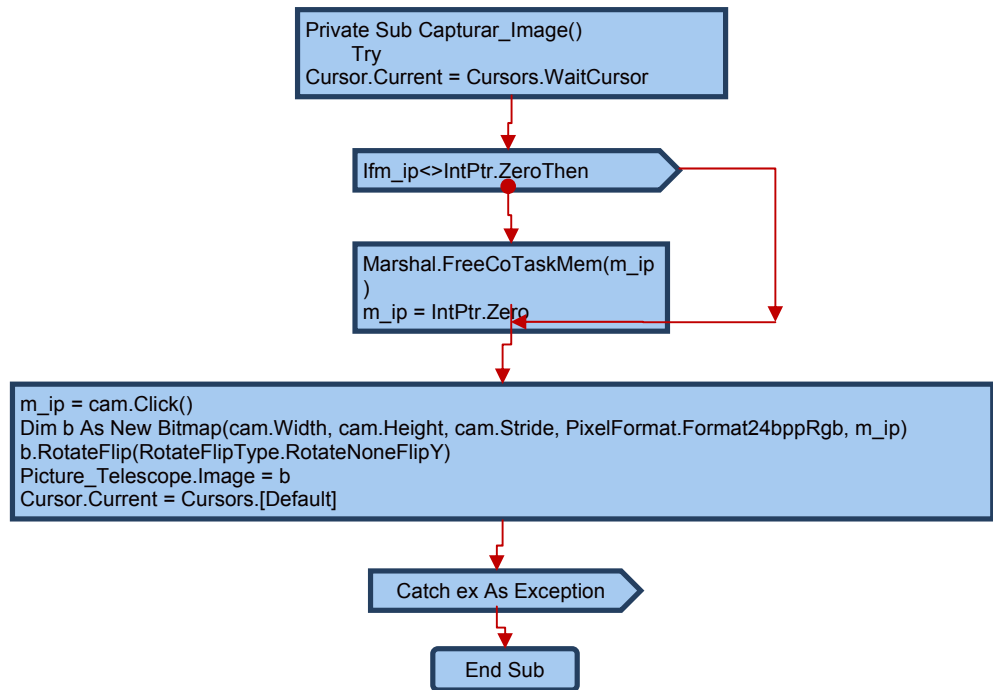 Private Sub Capturar_Image()
Try
Cursor.Current = Cursors.WaitCursor
Ifm_ip<>IntPtr.ZeroThen
Marshal.FreeCoTaskMem(m_ip
)
m_ip = IntPtr.Zero
m_ip = cam.Click()
Dim b As New Bitmap(cam.Width, cam.Height, cam.Stride, PixelFormat.Format24bppRgb, m_ip)
b.RotateFlip(RotateFlipType.RotateNoneFlipY)
Picture_Telescope.Image = b
Cursor.Current = Cursors.[Default]
Catch ex As Exception
End Sub